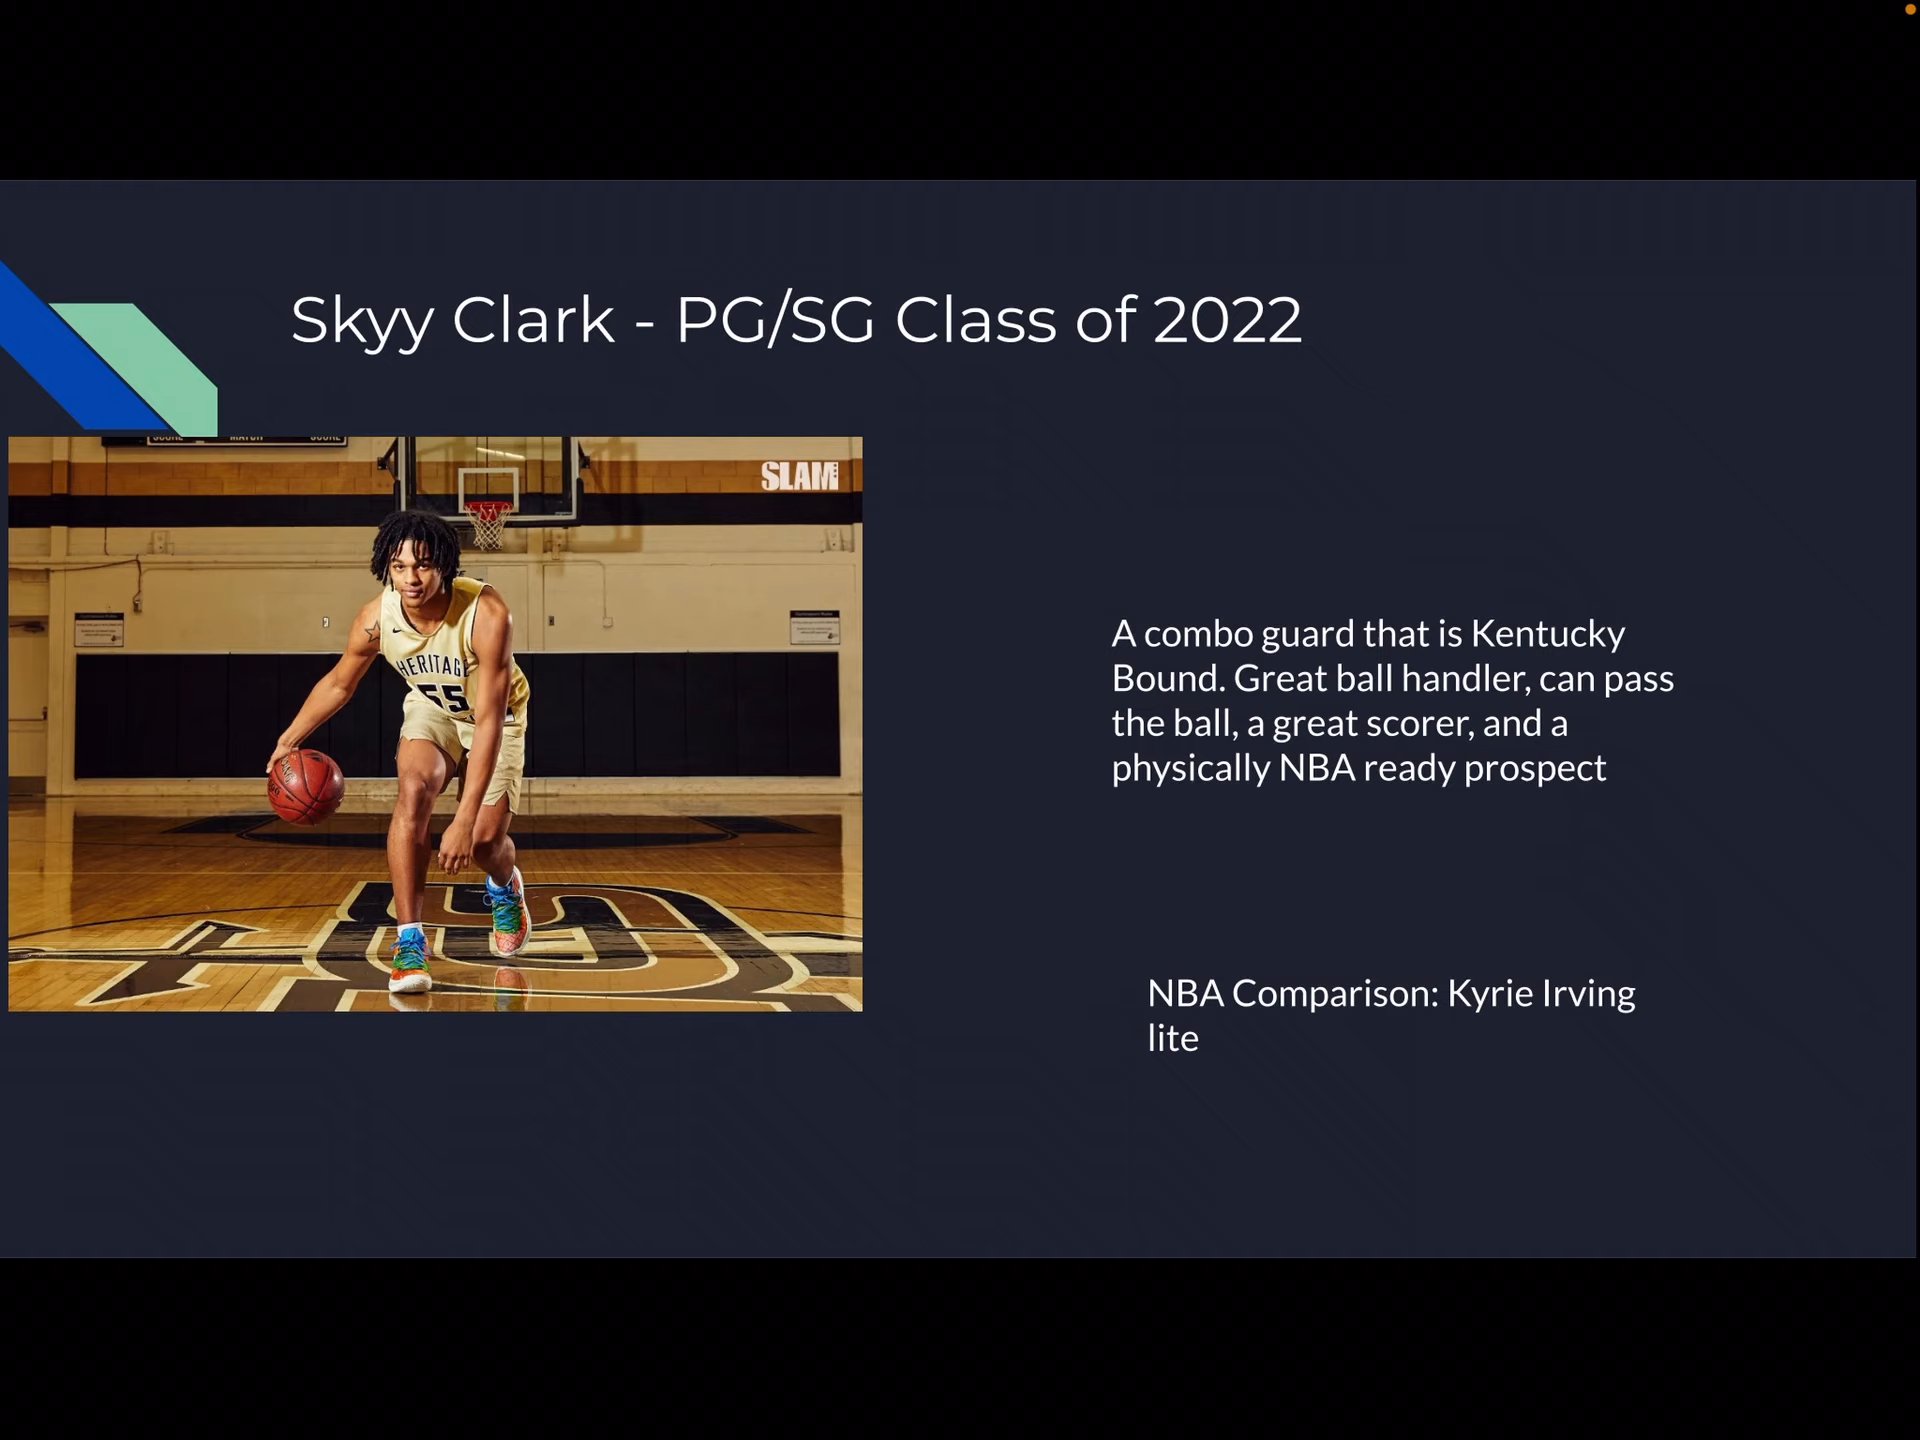 Skyy Clark - PG/SG Class of 2022
SLAM
HERITAGE
55
A combo guard that is Kentucky
Bound. Great ball handler, can pass
the ball, a great scorer, and a
physically NBA ready prospect
NBA Comparison: Kyrie Irving
lite